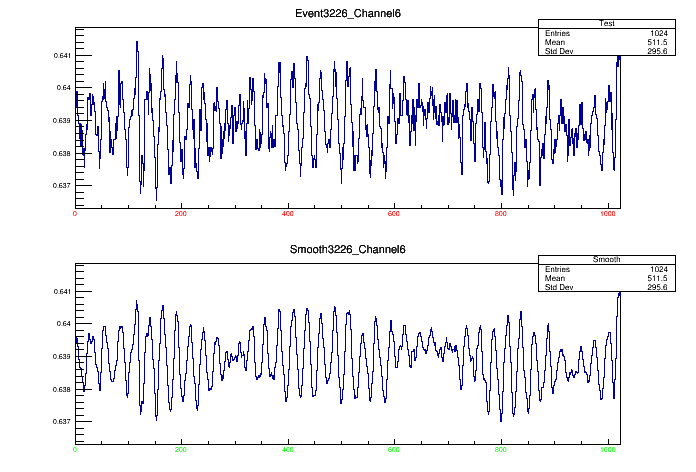 Event3226_Channel6
Test
Entries 1024
Mean 511.5
Std Dev 295.6
0.641
0.64
0.639
0.638
0.637
0 200 400 600 800 1000
Smooth3226_Channel6
Smooth
Entries 1024
Mean 511.5
Std Dev 295.6
0.641
0.64
0.639
0.638
0.637
0 200 400 600 800 1000